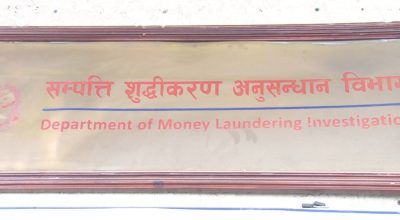 सम्पत्ति शुद्धीकरण अनुसन्धान विभाग
Department of Money Laundering Investigation